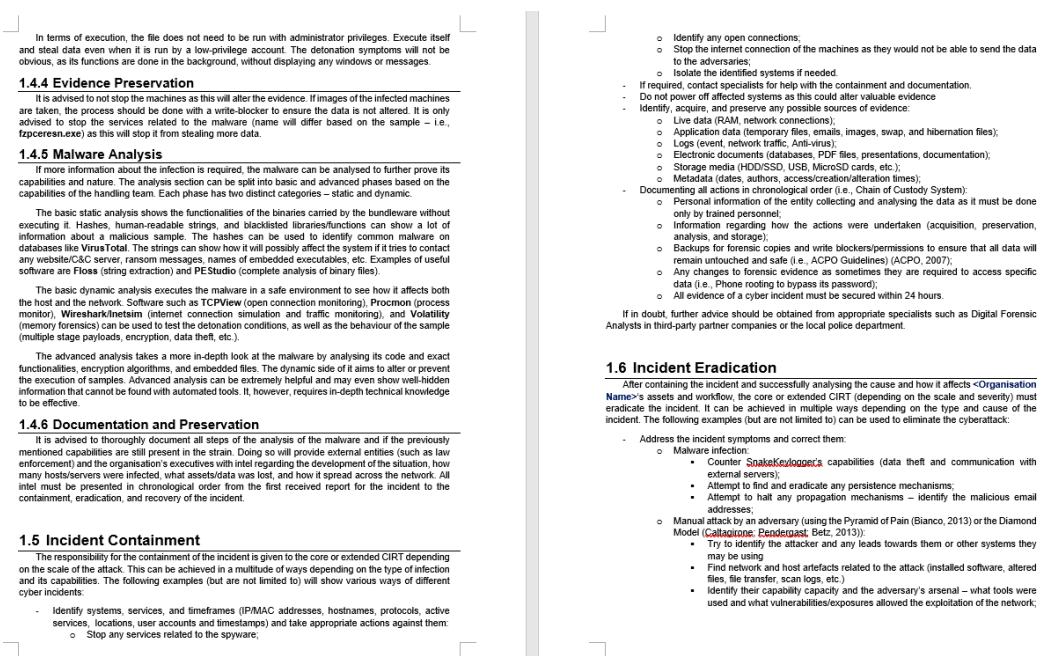 In terms of execution, the file does not need to be run with administrator privileges. Execute itself
and steal data even when it is run by a low-privilege account. The detonation symptoms will not be
obvious, as its functions are done in the background, without displaying any windows or messages.
1.4.4 Evidence Preservation
It is advised to not stop the machines as this will alter the evidence. If images of the infected machines
are taken, the process should be done with a write-blocker to ensure the data is not altered. It is only
advised to stop the services related to the malware (name will differ based on the sample – i.e.,
fzpceresn.exe) as this will stop it from stealing more data.
1.4.5 Malware Analysis
If more information about the infection is required, the malware can be analysed to further prove its
capabilities and nature. The analysis section can be split into basic and advanced phases based on the
capabilities of the handling team. Each phase has two distinct categories – static and dynamic.
The basic static analysis shows the functionalities of the binaries carried by the bundleware without
executing it. Hashes, human-readable strings, and blacklisted libraries/functions can show a lot of
information about a malicious sample. The hashes can be used to identify common malware on
databases like VirusTotal. The strings can show how it will possibly affect the system if it tries to contact
any website/C&C server, ransom messages, names of embedded executables, etc. Examples of useful
software are Floss (string extraction) and PEStudio (complete analysis of binary files).
The basic dynamic analysis executes the malware in a safe environment to see how it affects both
the host and the network. Software such as TCPView (open connection monitoring), Procmon (process
monitor), Wireshark/Inetsim (internet connection simulation and traffic monitoring), and Volatility
(memory forensics) can be used to test the detonation conditions, as well as the behaviour of the sample
(multiple stage payloads, encryption, data theft, etc.).
The advanced analysis takes a more in-depth look at the malware by analysing its code and exact
functionalities, encryption algorithms, and embedded files. The dynamic side of it aims to alter or prevent
the execution of samples. Advanced analysis can be extremely helpful and may even show well-hidden
information that cannot be found with automated tools. It, however, requires in-depth technical knowledge
to be effective.
1.4.6 Documentation and Preservation
It is advised to thoroughly document all steps of the analysis of the malware and if the previously
mentioned capabilities are still present in the strain. Doing so will provide external entities (such as law
enforcement) and the organisation's executives with intel regarding the development of the situation, how
many hosts/servers were infected, what assets/data was lost, and how it spread across the network. All
intel must be presented in chronological order from the first received report for the incident to the
containment, eradication, and recovery of the incident.
1.5 Incident Containment
The responsibility for the containment of the incident is given to the core or extended CIRT depending
on the scale of the attack. This can be achieved in a multitude of ways depending on the type of infection
and its capabilities. The following examples (but are not limited to) will show various ways of different
cyber incidents:
- Identify systems, services, and timeframes (IP/MAC addresses, hostnames, protocols, active
services, locations, user accounts and timestamps) and take appropriate actions against them:
o Stop any services related to the spyware;
o Identify any open connections;
o Stop the internet connection of the machines as they would not be able to send the data
to the adversaries;
o Isolate the identified systems if needed.
- If required, contact specialists for help with the containment and documentation.
- Do not power off affected systems as this could alter valuable evidence
- Identify, acquire, and preserve any possible sources of evidence:
o Live data (RAM, network connections);
o Application data (temporary files, emails, images, swap, and hibernation files);
o Logs (event, network traffic, Anti-virus);
o Electronic documents (databases, PDF files, presentations, documentation);
o Storage media (HDD/SSD, USB, MicroSD cards, etc.);
o Metadata (dates, authors, access/creation/alteration times);
- Documenting all actions in chronological order (i.e., Chain of Custody System):
o Personal information of the entity collecting and analysing the data as it must be done
only by trained personnel;
o Information regarding how the actions were undertaken (acquisition, preservation,
analysis, and storage);
o Backups for forensic copies and write blockers/permissions to ensure that all data will
remain untouched and safe (i.e., ACPO Guidelines) (ACPO, 2007);
o Any changes to forensic evidence as sometimes they are required to access specific
data (i.e., Phone rooting to bypass its password);
o All evidence of a cyber incident must be secured within 24 hours.
If in doubt, further advice should be obtained from appropriate specialists such as Digital Forensic
Analysts in third-party partner companies or the local police department.
1.6 Incident Eradication
After containing the incident and successfully analysing the cause and how it affects <Organisation
Name>'s assets and workflow, the core or extended CIRT (depending on the scale and severity) must
eradicate the incident. It can be achieved in multiple ways depending on the type and cause of the
incident. The following examples (but are not limited to) can be used to eliminate the cyberattack:
- Address the incident symptoms and correct them:
o Malware infection:
▪ Counter SnakeKeylogger's capabilities (data theft and communication with
external servers);
▪ Attempt to find and eradicate any persistence mechanisms;
▪ Attempt to halt any propagation mechanisms – identify the malicious email
addresses;
o Manual attack by an adversary (using the Pyramid of Pain (Bianco, 2013) or the Diamond
Model (Caltagirone; Pendergast; Betz, 2013)):
▪ Try to identify the attacker and any leads towards them or other systems they
may be using
▪ Find network and host artefacts related to the attack (installed software, altered
files, file transfer, scan logs, etc.)
▪ Identify their capability capacity and the adversary's arsenal – what tools were
used and what vulnerabilities/exposures allowed the exploitation of the network;